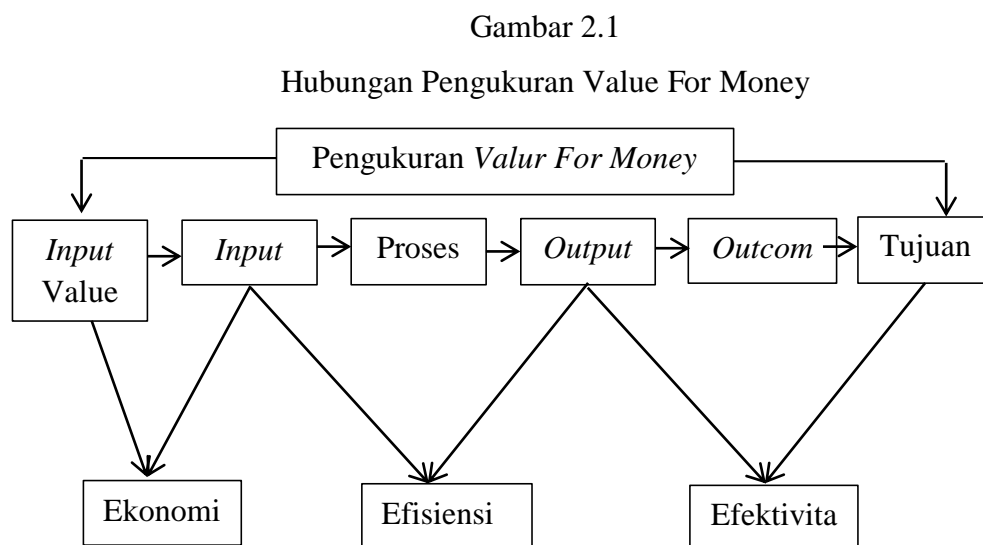 Gambar 2.1
Hubungan Pengukuran Value For Money
Pengukuran Valur For Money
Input
Value
Input
Proses
Output
Outcom
Tujuan
Ekonomi
Efisiensi
Efektivita